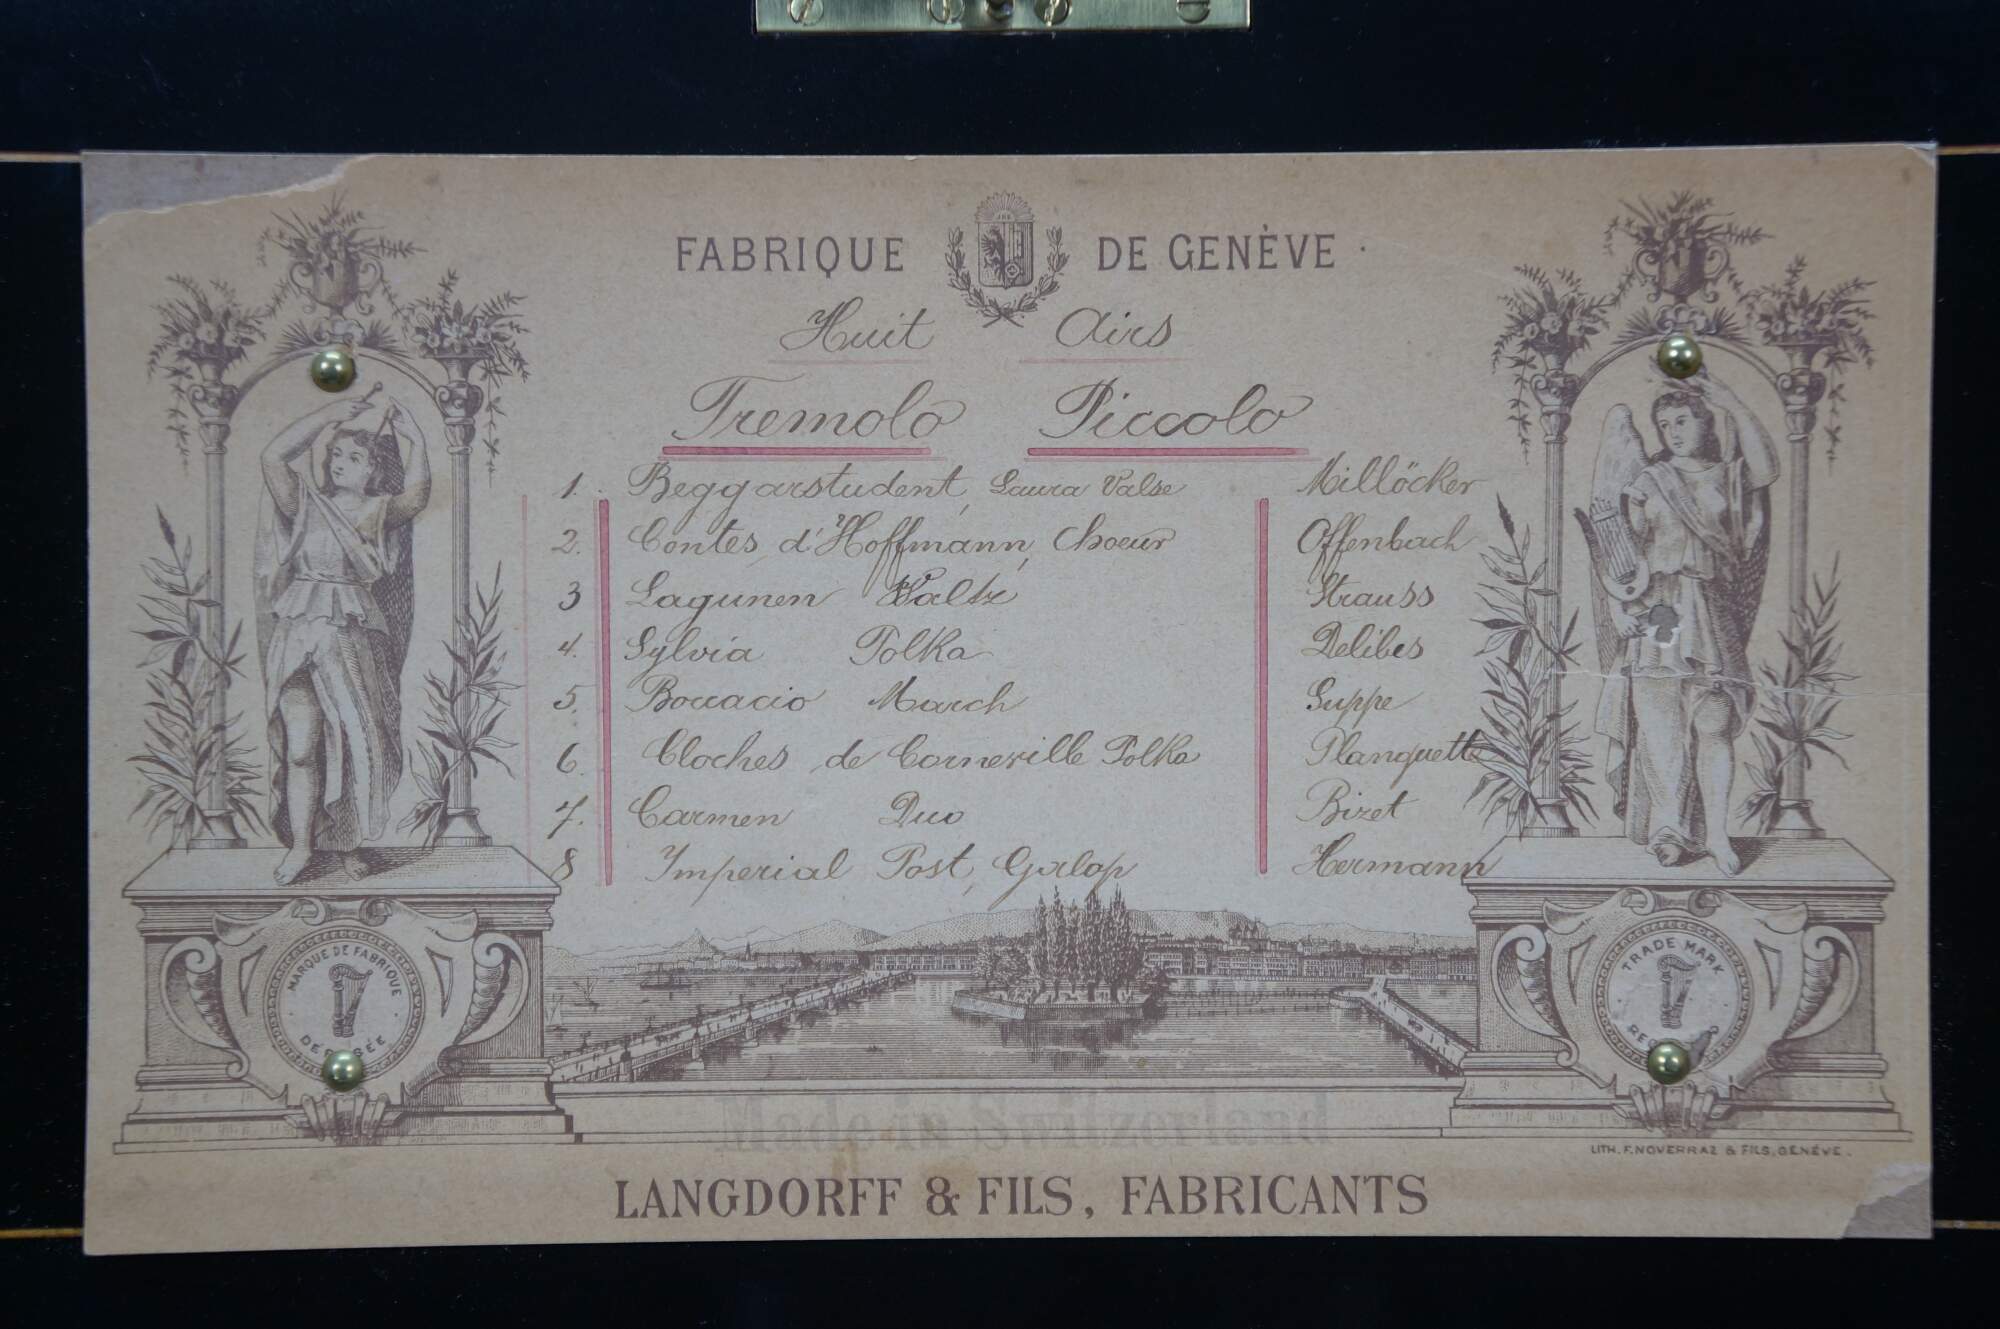 FABRIQUE DE GENÈVE
Huit Airs
Tremolo Piccolo
1. Beggarstudent, Laura Valse Millöcker
2. Contes d'Hoffmann, Choeur Offenbach
3 Lagunen Waltz Strauss
4. Sylvia Polka Delibes
5. Boccacio March Suppe
6. Cloches de Corneville Polka Planquette
7. Carmen Duo Bizet
8 Imperial Post, Galop Hermann
MARQUE DE FABRIQUE
TRADE MARK
Made in Switzerland
LITH. F. NOVERRAZ & FILS, GENÈVE.
LANGDORFF & FILS, FABRICANTS